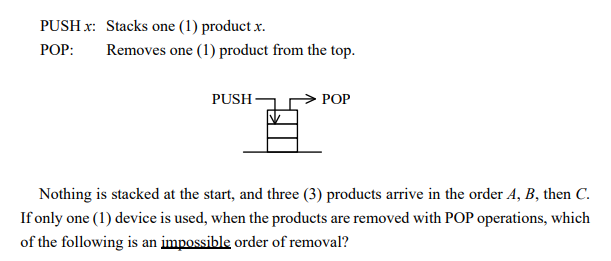 PUSH x: Stacks one (1) product x.
POP: Removes one (1) product from the top.
PUSH POP
Nothing is stacked at the start, and three (3) products arrive in the order A, B, then C.
If only one (1) device is used, when the products are removed with POP operations, which
of the following is an impossible order of removal?